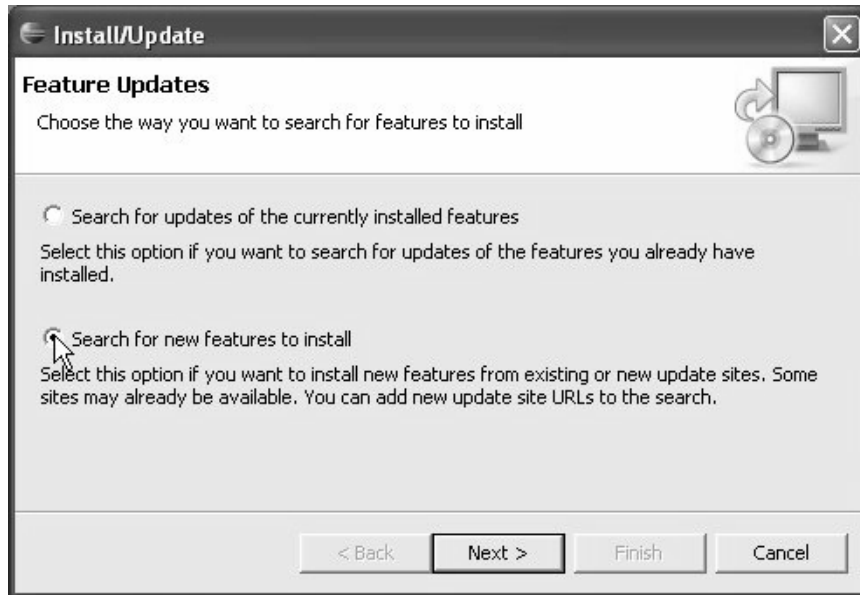 Install/Update
Feature Updates
Choose the way you want to search for features to install
Search for updates of the currently installed features
Select this option if you want to search for updates of the features you already have
installed.
Search for new features to install
Select this option if you want to install new features from existing or new update sites. Some
sites may already be available. You can add new update site URLs to the search.
< Back Next > Finish Cancel